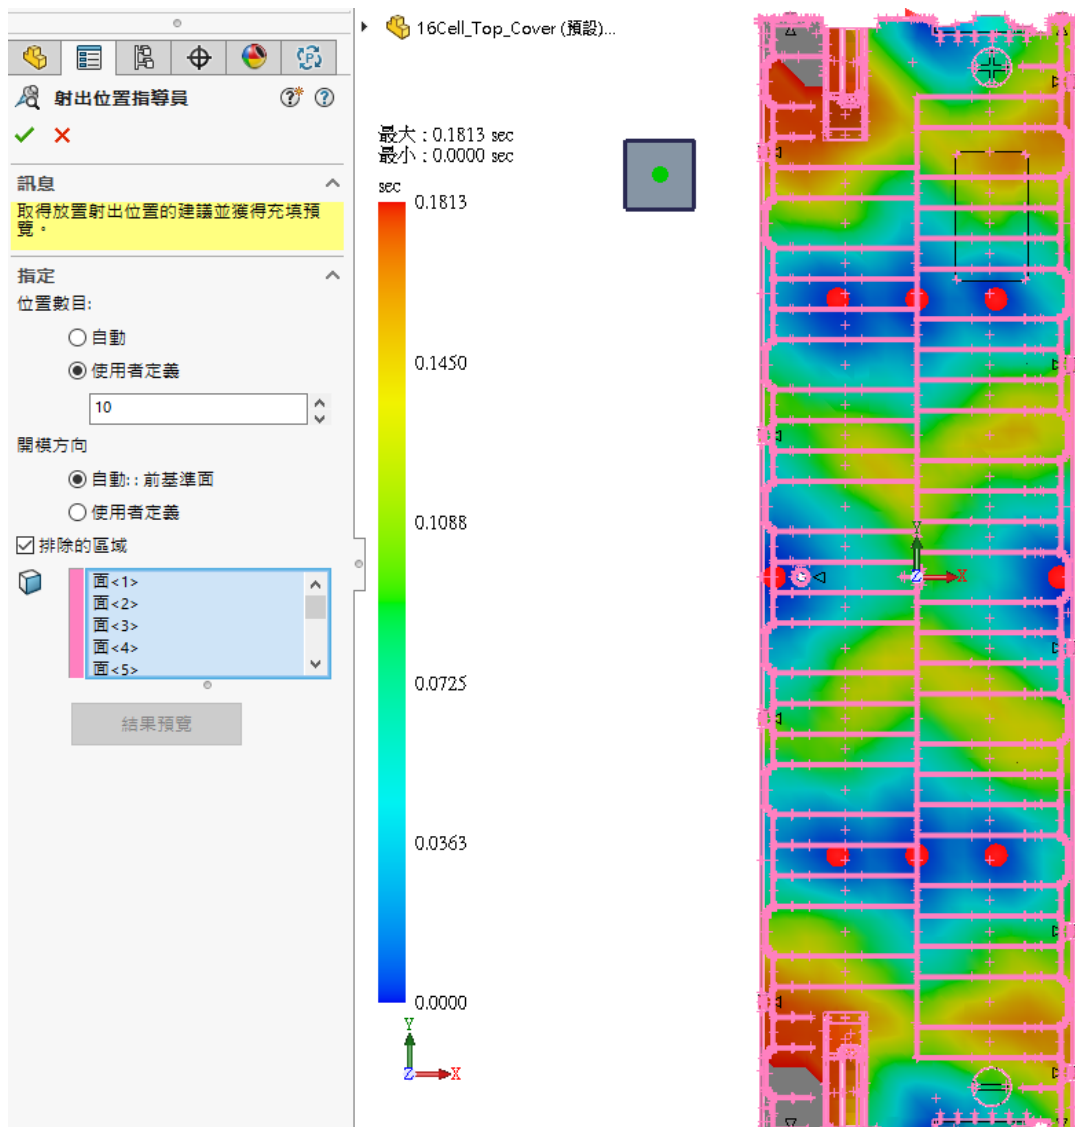 16Cell_Top_Cover (預設)...
射出位置指導員
訊息
取得放置射出位置的建議並獲得充填預
覽。
指定
位置數目:
自動
使用者定義
10
開模方向
自動:: 前基準面
使用者定義
排除的區域
面<1>
面<2>
面<3>
面<4>
面<5>
結果預覽
最大 : 0.1813 sec
最小 : 0.0000 sec
sec
0.1813
0.1450
0.1088
0.0725
0.0363
0.0000
Y
Z
X
Y
Z
X